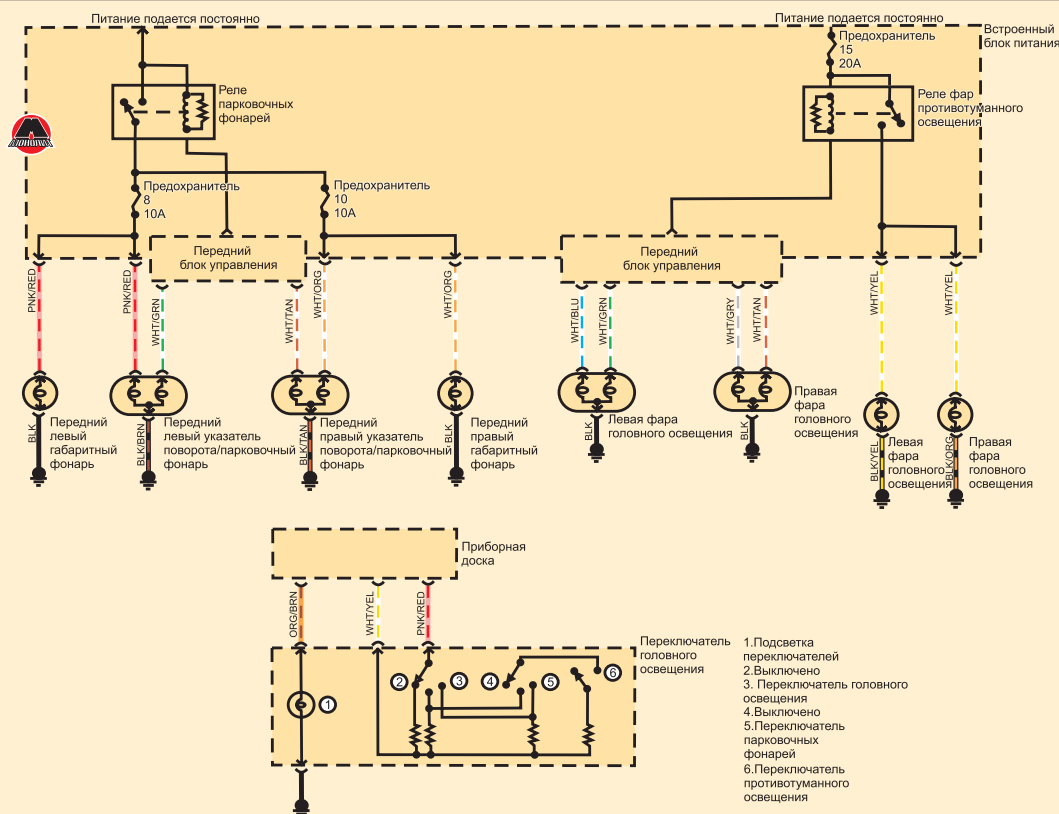 Питание подается постоянно
Питание подается постоянно
Встроенный
блок питания
Предохранитель
15
20А
Реле
парковочных
фонарей
Реле фар
противотуманного
освещения
Предохранитель
8
10А
Предохранитель
10
10А
Передний
блок управления
Передний
блок управления
PNK/RED
PNK/RED
WHT/GRN
WHT/TAN
WHT/ORG
WHT/ORG
WHT/BLU
WHT/GRN
WHT/GRY
WHT/TAN
WHT/YEL
WHT/YEL
BLK
Передний
левый
габаритный
фонарь
BLK/BRN
Передний
левый указатель
поворота/парковочный
фонарь
BLK/TAN
Передний
правый указатель
поворота/парковочный
фонарь
BLK
Передний
правый
габаритный
фонарь
BLK
Левая фара
головного освещения
BLK
Правая
фара
головного
освещения
BLK/YEL
Левая
фара
головного
освещения
BLK/ORG
Правая
фара
головного
освещения
Приборная
доска
ORG/BRN
WHT/YEL
PNK/RED
Переключатель
головного
освещения
1
2
3
4
5
6
1.Подсветка
переключателей
2.Выключено
3. Переключатель головного
освещения
4.Выключено
5.Переключатель
парковочных
фонарей
6.Переключатель
противотуманного
освещения